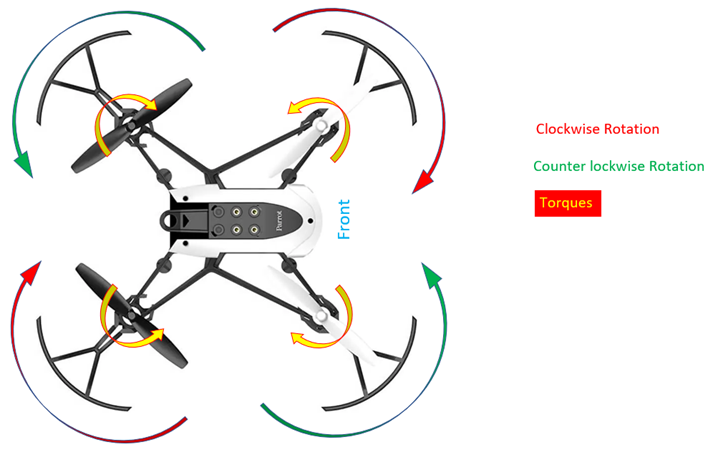 Clockwise Rotation
Counter lockwise Rotation
Torques
Front
Parrot